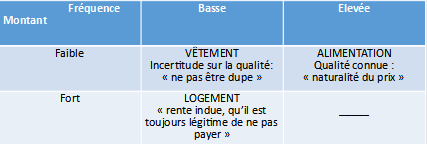 Fréquence
Montant
Basse
Elevée
Faible
VÊTEMENT
Incertitude sur la qualité:
« ne pas être dupe »
ALIMENTATION
Qualité connue :
« naturalité du prix »
Fort
LOGEMENT
« rente indue, qu’il est
toujours légitime de ne pas
payer »
_____